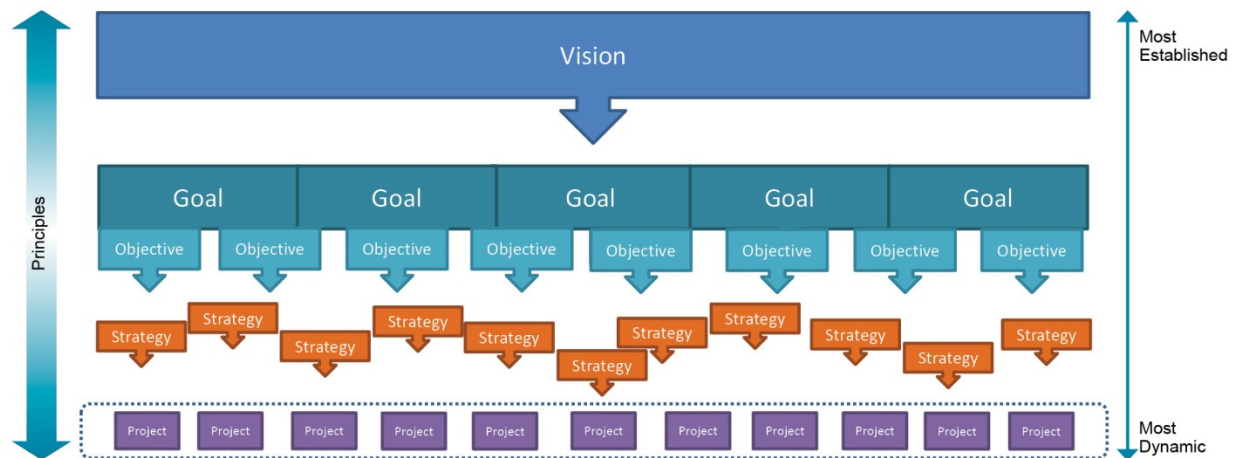 Most
Established
Vision
Principles
Goal
Goal
Goal
Goal
Goal
Objective
Objective
Objective
Objective
Objective
Objective
Objective
Objective
Strategy
Strategy
Strategy
Strategy
Strategy
Strategy
Strategy
Strategy
Strategy
Strategy
Strategy
Project
Project
Project
Project
Project
Project
Project
Project
Project
Project
Project
Most
Dynamic